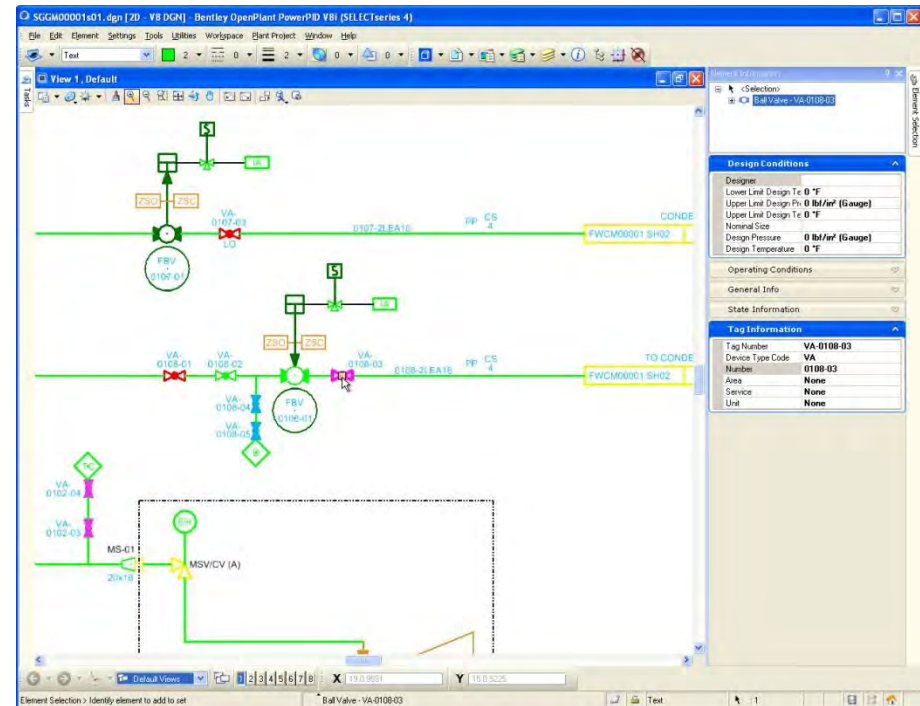 SGGM00001s01.dgn [2D - V8 DGN] - Bentley OpenPlant PowerPID V8i (SELECTseries 4)
File Edit Element Settings Tools Utilities Workspace Plant Project Window Help
Text 2 0 2 0 0
View 1, Default
Tasks
Element Information
<Selection>
Ball Valve - VA-0108-03
Element Selection
Design Conditions
Designer
Lower Limit Design Te 0 °F
Upper Limit Design Pr 0 lbf/in² (Gauge)
Upper Limit Design Te 0 °F
Nominal Size
Design Pressure 0 lbf/in² (Gauge)
Design Temperature 0 °F
Operating Conditions
General Info
State Information
Tag Information
Tag Number VA-0108-03
Device Type Code VA
Number 0108-03
Area None
Service None
Unit None
S
IA
ZSO ZSC
VA-
0107-03
LO
0107-2LEA16
PP CS
4
CONDE
FWCM00001 SH02
FBV
-
0107-01
S
IA
ZSO ZSC
VA-
0108-01
VA-
0108-02
VA-
0108-03
0108-2LEA16
PP CS
4
TO CONDE
FWCM00001 SH02
VA-
0108-04
VA-
0108-05
FBV
-
0108-01
VA-
0102-04
VA-
0102-03
MS-01
20x18
EH
MSV/CV (A)
Default Views 1 2 3 4 5 6 7 8 X Y
Element Selection > Identify element to add to set
Ball Valve - VA-0108-03
Text
: 1